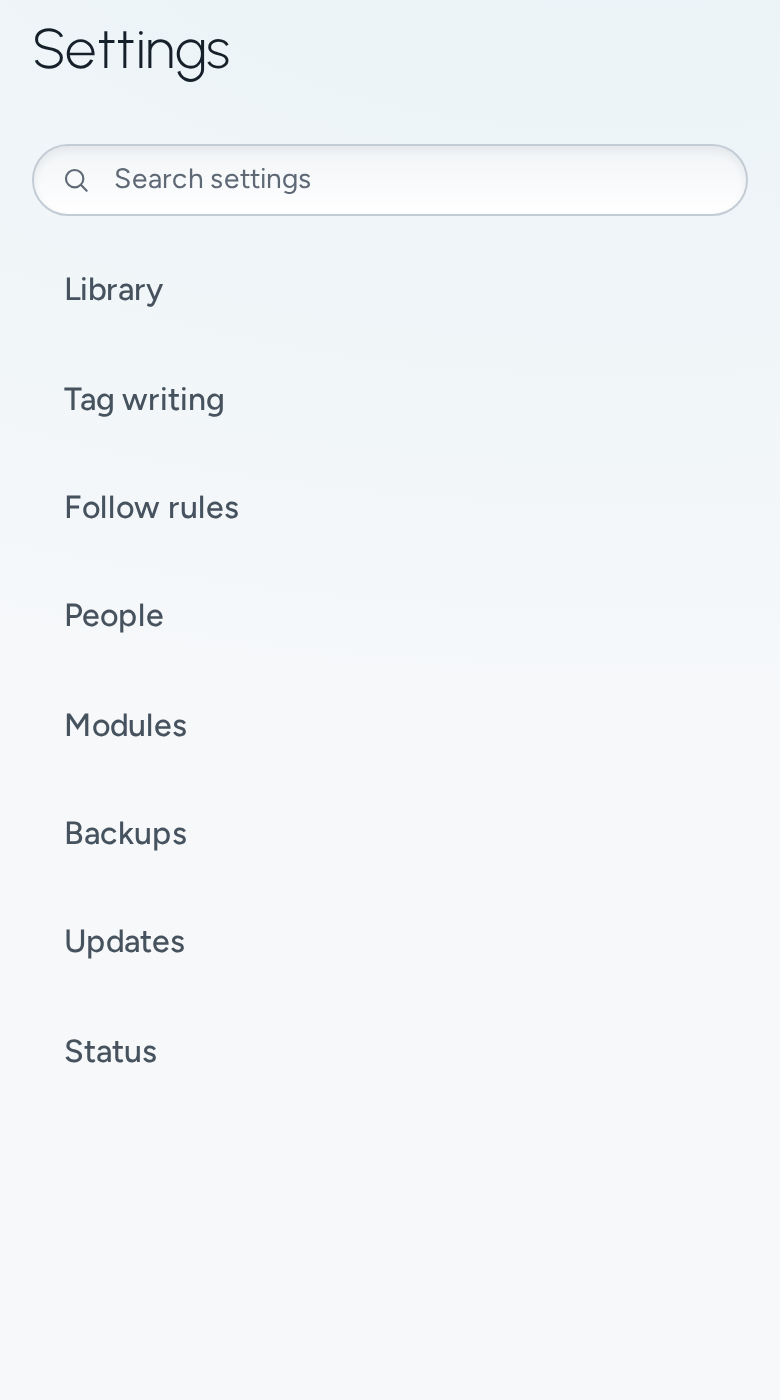 Settings
Search settings
Library
Tag writing
Follow rules
People
Modules
Backups
Updates
Status